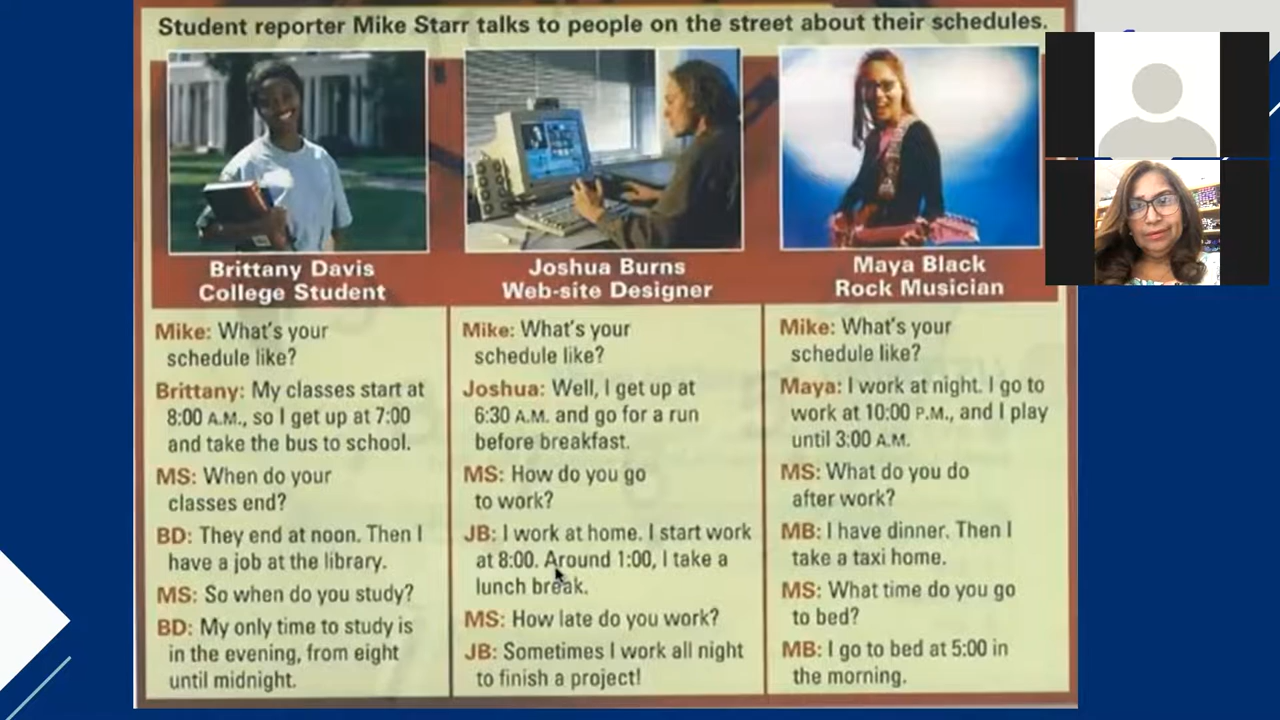 Student reporter Mike Starr talks to people on the street about their schedules.
Brittany Davis
College Student
Mike: What's your
schedule like?
Brittany: My classes start at
8:00 A.M., so I get up at 7:00
and take the bus to school.
MS: When do your
classes end?
BD: They end at noon. Then I
have a job at the library.
MS: So when do you study?
BD: My only time to study is
in the evening, from eight
until midnight.
Joshua Burns
Web-site Designer
Mike: What's your
schedule like?
Joshua: Well, I get up at
6:30 A.M. and go for a run
before breakfast.
MS: How do you go
to work?
JB: I work at home. I start work
at 8:00. Around 1:00, I take a
lunch break.
MS: How late do you work?
JB: Sometimes I work all night
to finish a project!
Maya Black
Rock Musician
Mike: What's your
schedule like?
Maya: I work at night. I go to
work at 10:00 P.M., and I play
until 3:00 A.M.
MS: What do you do
after work?
MB: I have dinner. Then I
take a taxi home.
MS: What time do you go
to bed?
MB: I go to bed at 5:00 in
the morning.